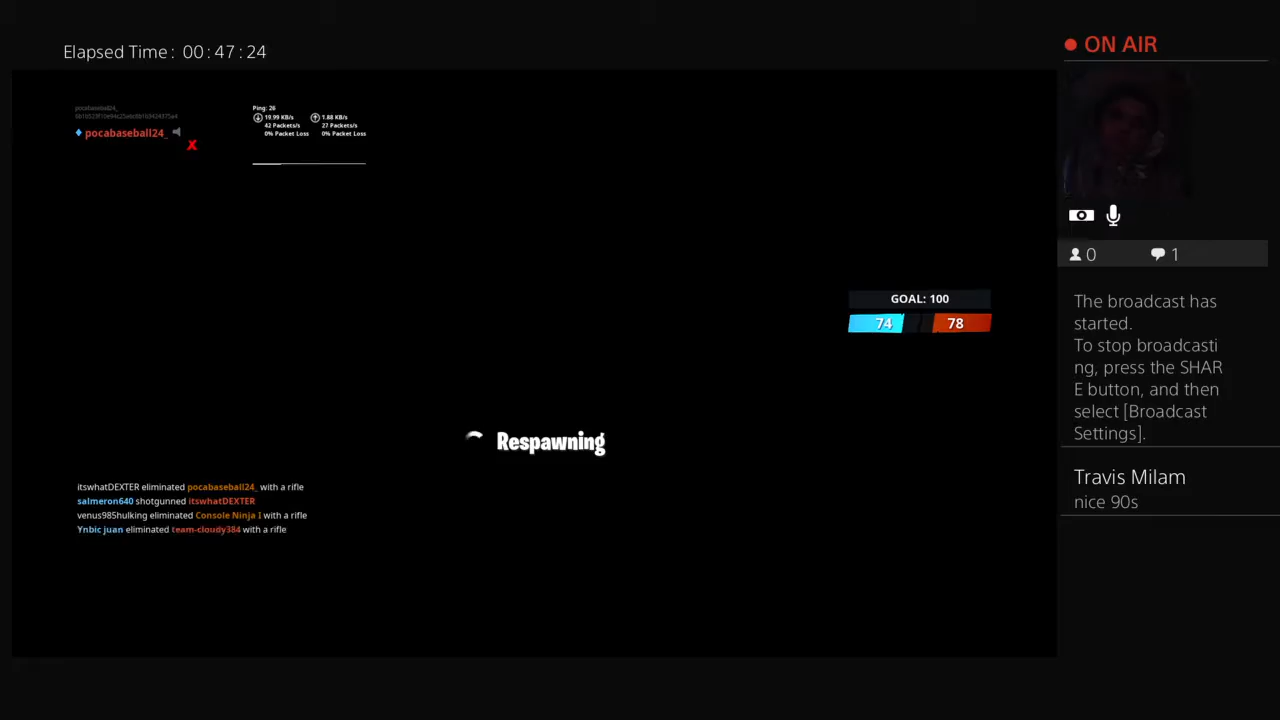 Elapsed Time: 00:47:24
ON AIR
pocabaseball24_
pocabaseball24_
X
Ping: 26
19.99 KB/s 1.88 KB/s
42 Packets/s 27 Packets/s
0% Packet Loss 0% Packet Loss
0 1
The broadcast has
started.
To stop broadcasti
ng, press the SHAR
E button, and then
select [Broadcast
Settings].
GOAL: 100
74 78
Respawning
Travis Milam
nice 90s
itswhatDEXTER eliminated pocabaseball24_ with a rifle
salmeron640 shotgunned itswhatDEXTER
venus985hulking eliminated Console Ninja I with a rifle
Ynbic juan eliminated team-cloudy384 with a rifle